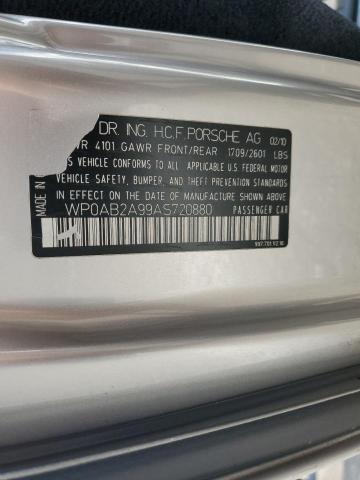 DR. ING. H.C.F. PORSCHE AG 02/10
WR 4101 GAWR FRONT/REAR 1709/2601 LBS
S VEHICLE CONFORMS TO ALL APPLICABLE U.S. FEDERAL MOTOR
VEHICLE SAFETY, BUMPER, AND THEFT PREVENTION STANDARDS
IN EFFECT ON THE DATE OF MANUFACTURE SHOWN ABOVE
WP0AB2A99AS720880 PASSENGER CAR
997.701.